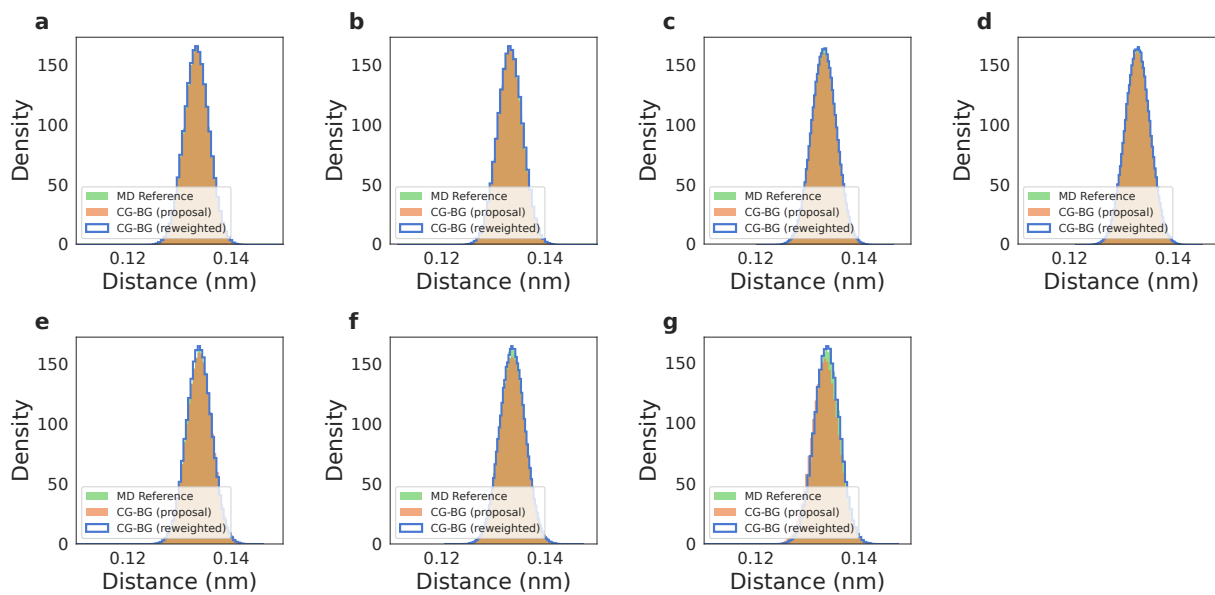 a
150
100
50
0
Density
MD Reference
CG-BG (proposal)
CG-BG (reweighted)
0.12 0.14
Distance (nm)
b
150
100
50
0
Density
MD Reference
CG-BG (proposal)
CG-BG (reweighted)
0.12 0.14
Distance (nm)
c
150
100
50
0
Density
MD Reference
CG-BG (proposal)
CG-BG (reweighted)
0.12 0.14
Distance (nm)
d
150
100
50
0
Density
MD Reference
CG-BG (proposal)
CG-BG (reweighted)
0.12 0.14
Distance (nm)
e
150
100
50
0
Density
MD Reference
CG-BG (proposal)
CG-BG (reweighted)
0.12 0.14
Distance (nm)
f
150
100
50
0
Density
MD Reference
CG-BG (proposal)
CG-BG (reweighted)
0.12 0.14
Distance (nm)
g
150
100
50
0
Density
MD Reference
CG-BG (proposal)
CG-BG (reweighted)
0.12 0.14
Distance (nm)